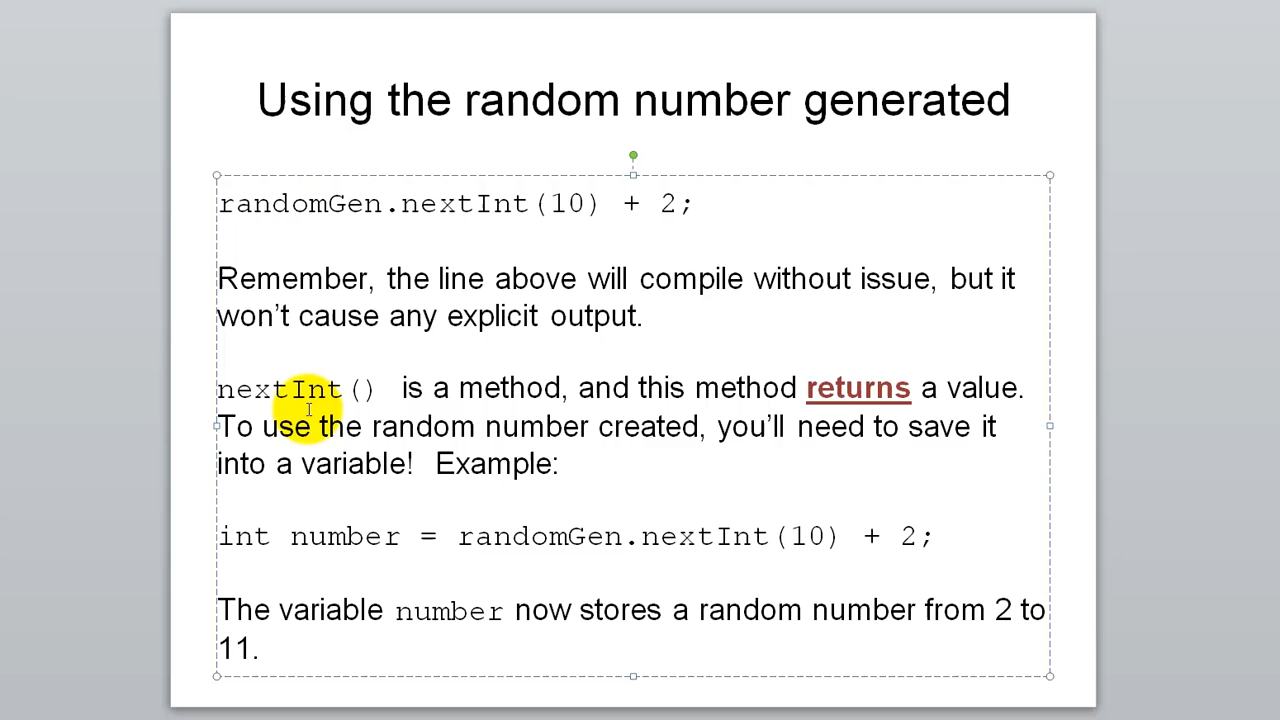 Using the random number generated
randomGen.nextInt(10) + 2;
Remember, the line above will compile without issue, but it
won’t cause any explicit output.
nextInt() is a method, and this method returns a value.
To use the random number created, you’ll need to save it
into a variable! Example:
int number = randomGen.nextInt(10) + 2;
The variable number now stores a random number from 2 to
11.